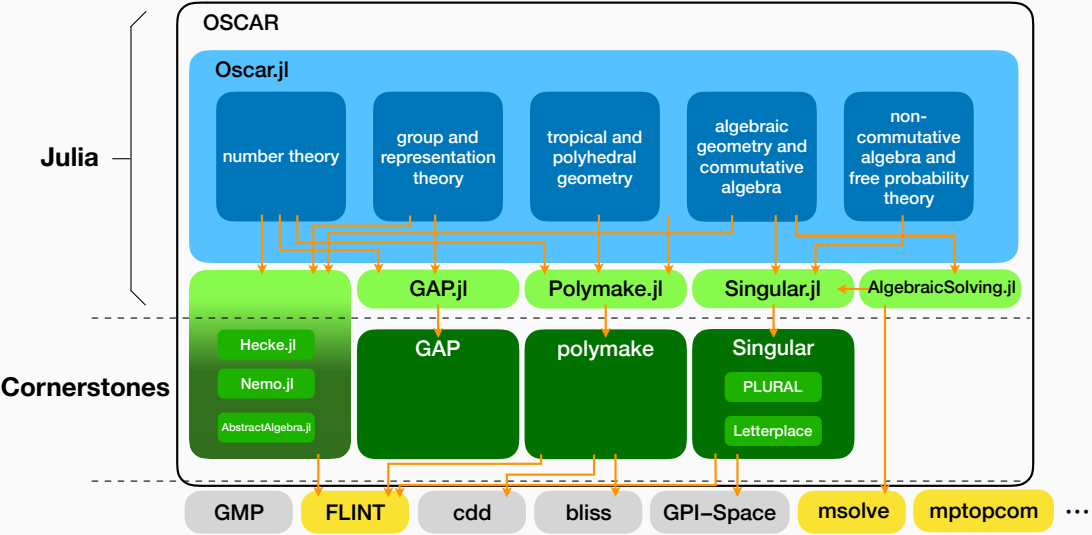 OSCAR
Oscar.jl
Julia
number theory
group and
representation
theory
tropical and
polyhedral
geometry
algebraic
geometry and
commutative
algebra
non-
commutative
algebra and
free probability
theory
GAP.jl
Polymake.jl
Singular.jl
AlgebraicSolving.jl
Cornerstones
Hecke.jl
Nemo.jl
AbstractAlgebra.jl
GAP
polymake
Singular
PLURAL
Letterplace
GMP
FLINT
cdd
bliss
GPI–Space
msolve
mptopcom
...